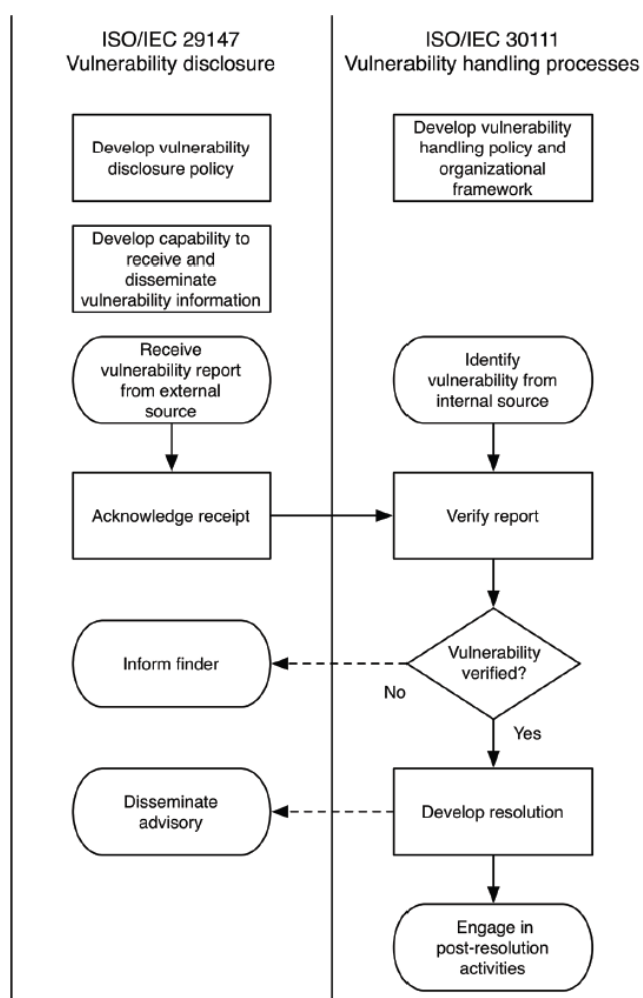 ISO/IEC 29147
Vulnerability disclosure
ISO/IEC 30111
Vulnerability handling processes
Develop vulnerability
disclosure policy
Develop vulnerability
handling policy and
organizational
framework
Develop capability to
receive and
disseminate
vulnerability information
Receive
vulnerability report
from external
source
Identify
vulnerability from
internal source
Acknowledge receipt
Verify report
Inform finder
Vulnerability
verified?
No
Yes
Disseminate
advisory
Develop resolution
Engage in
post-resolution
activities